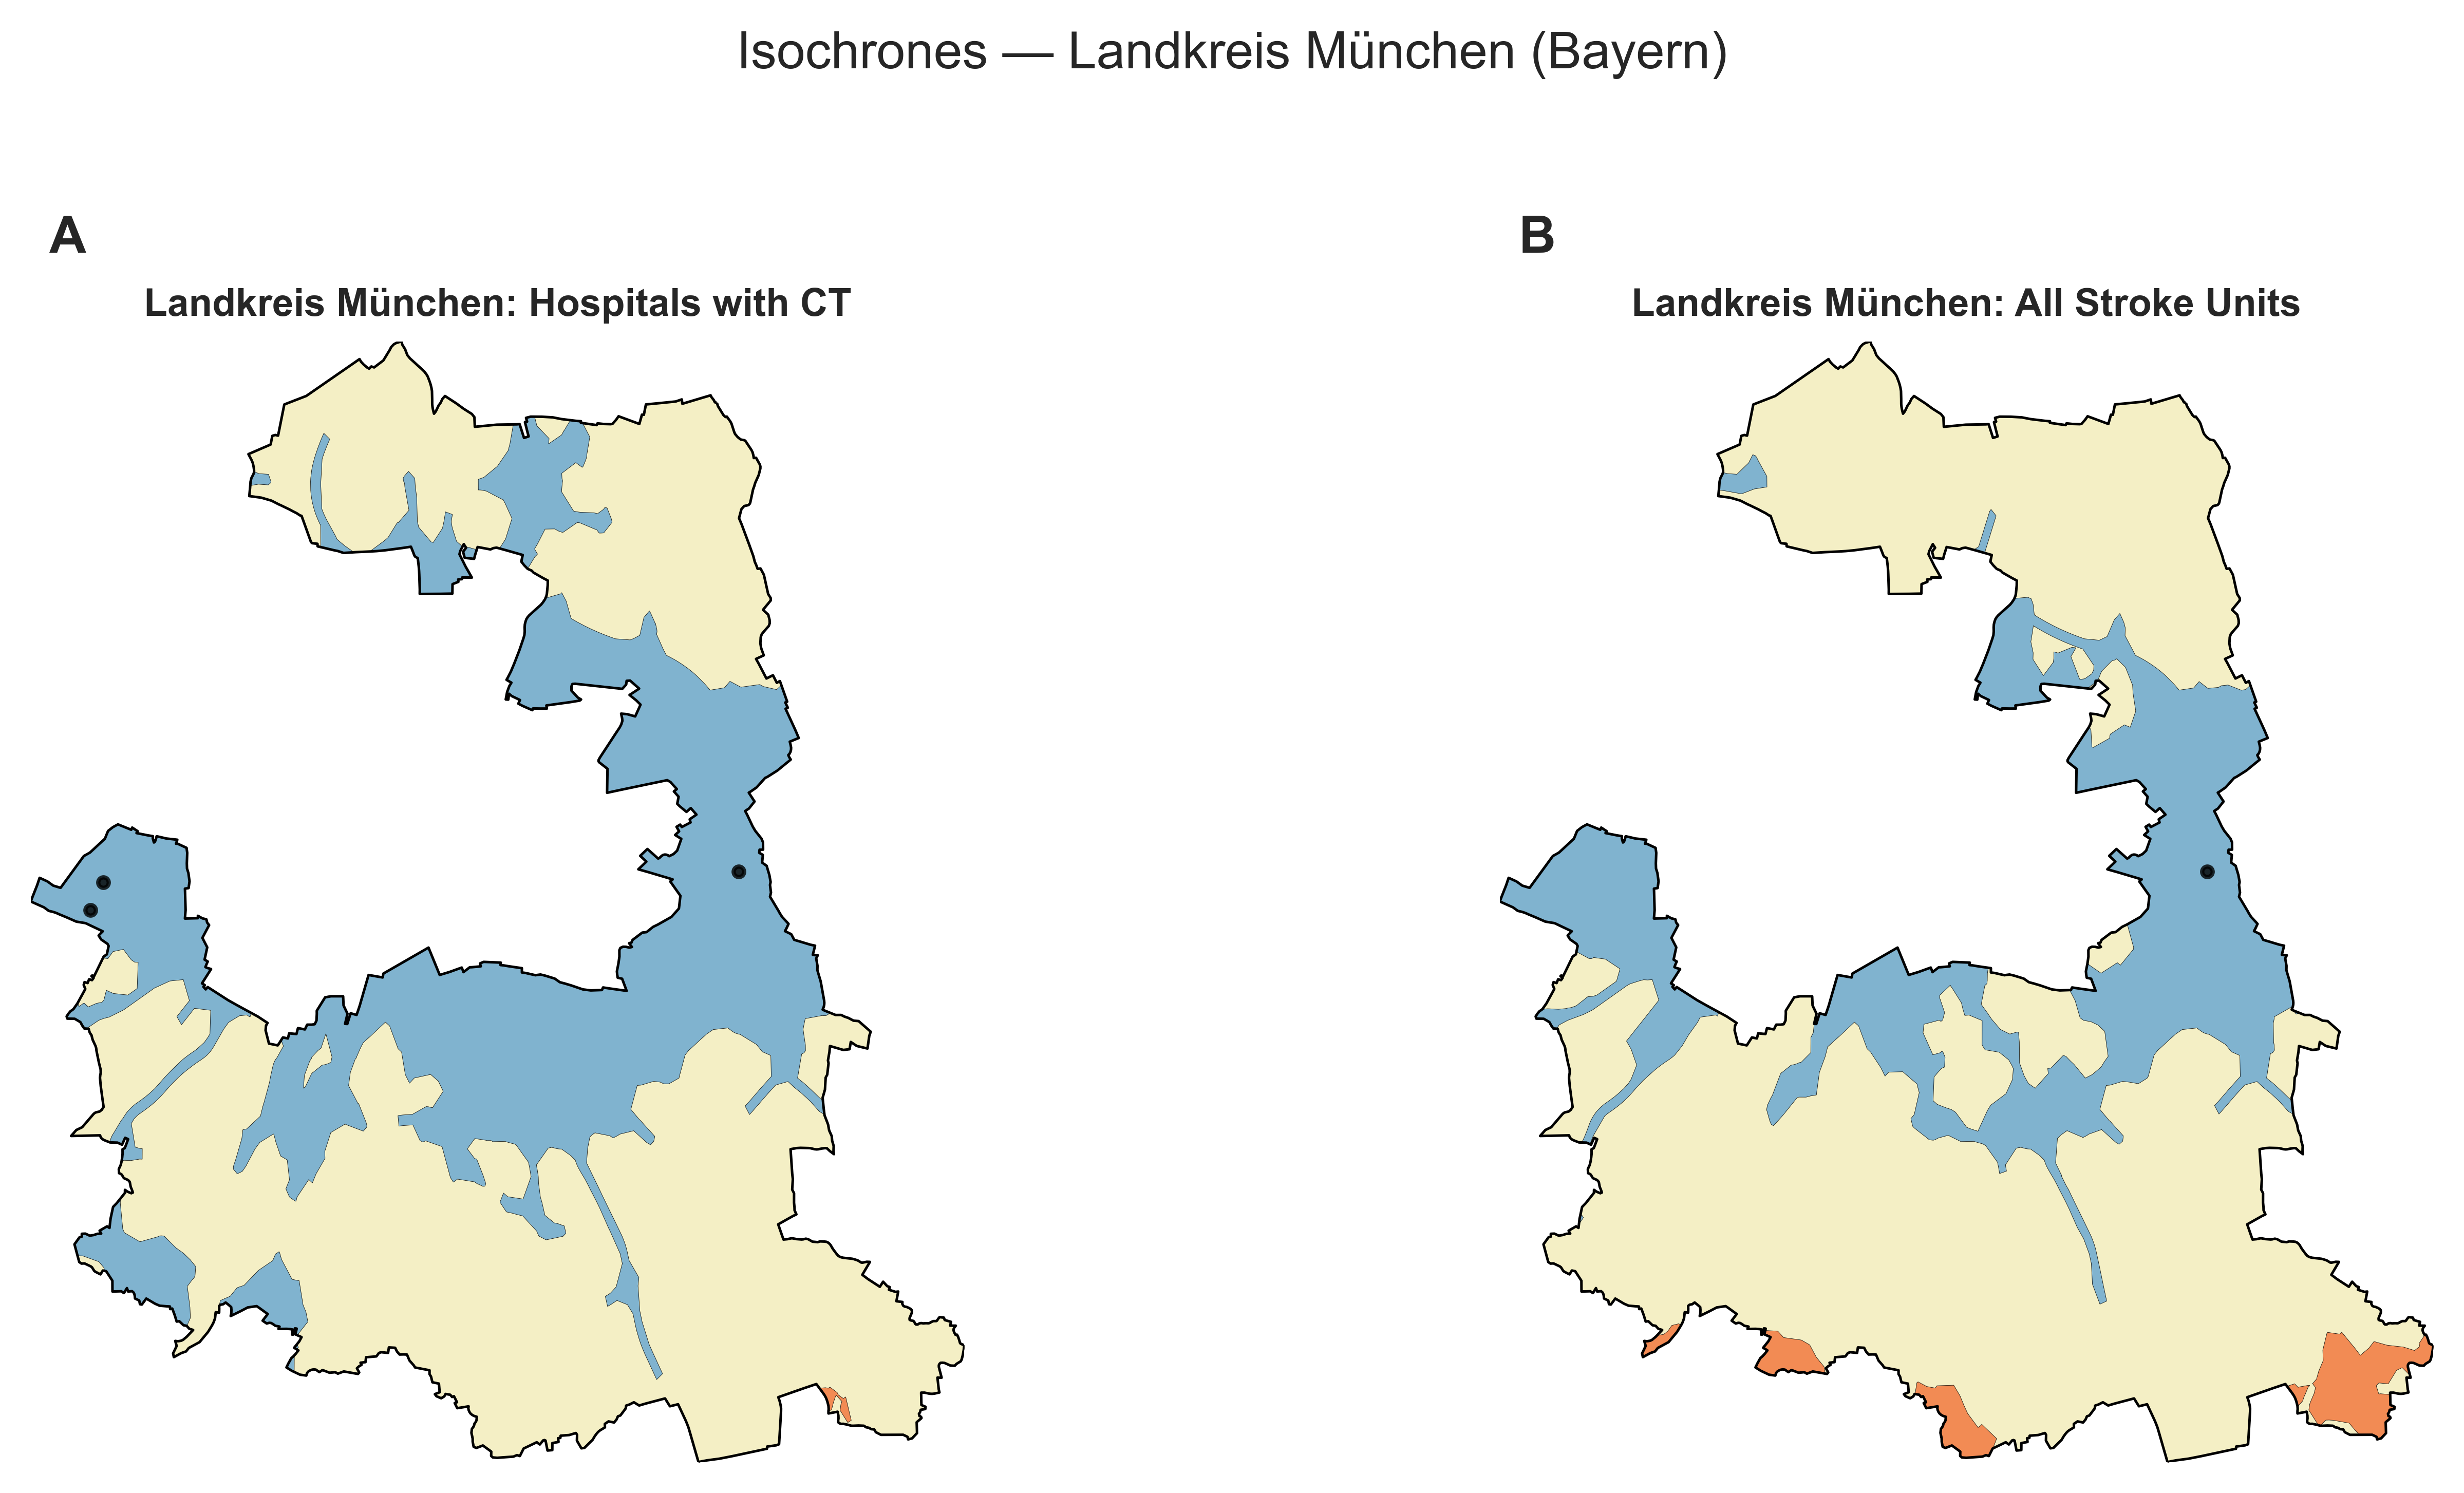 Isochrones — Landkreis München (Bayern)
A
B
Landkreis München: Hospitals with CT
Landkreis München: All Stroke Units